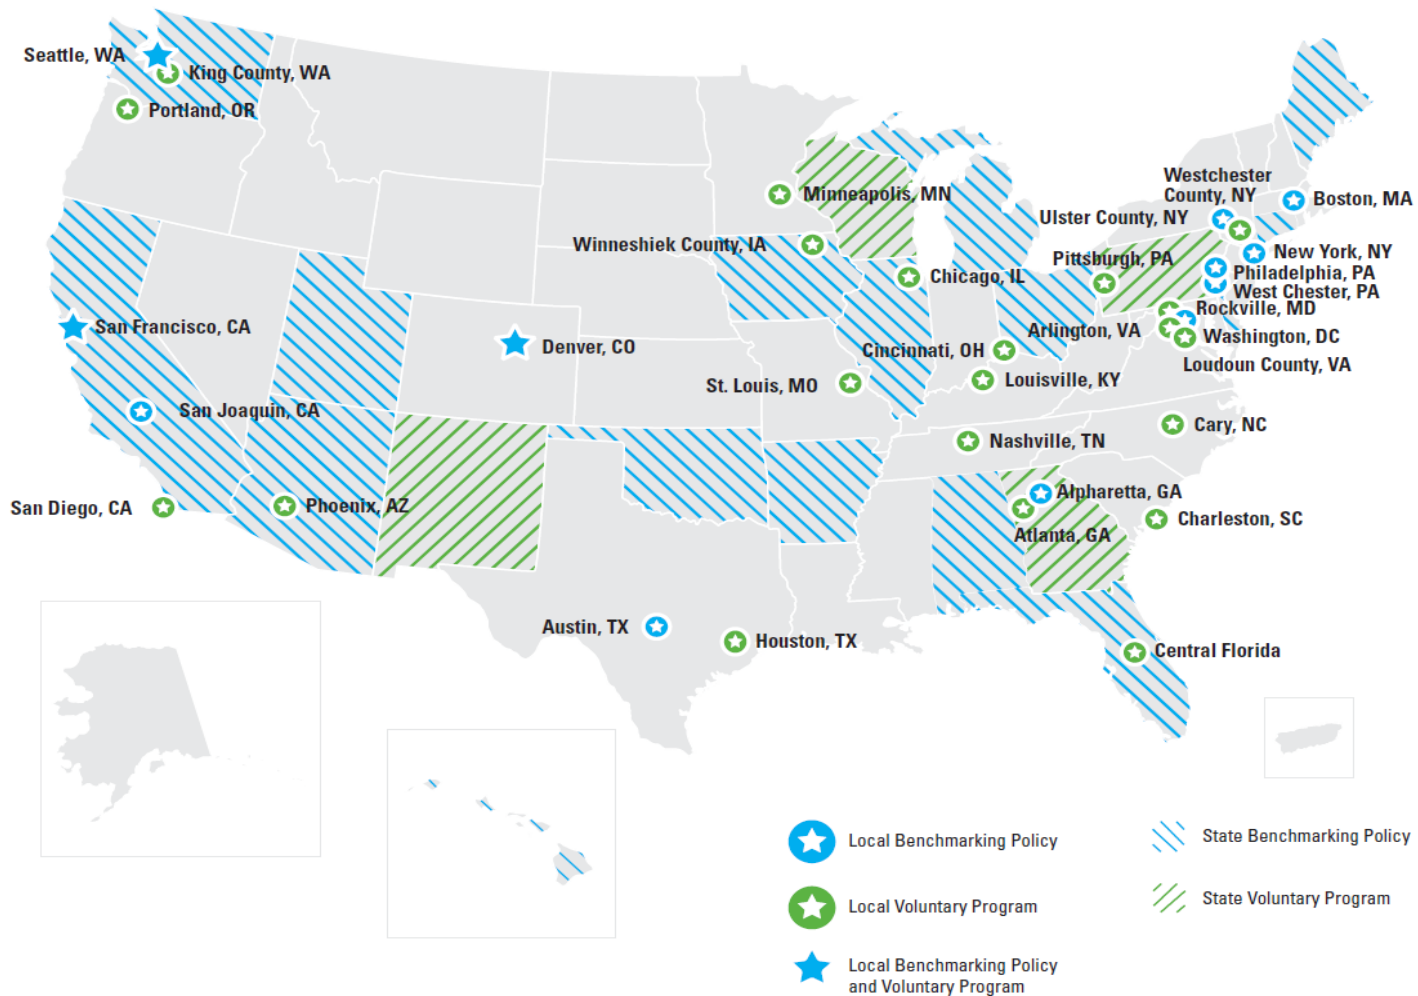 Seattle, WA
King County, WA
Portland, OR
Minneapolis, MN
Winneshiek County, IA
Chicago, IL
Westchester
County, NY
Boston, MA
Ulster County, NY
New York, NY
Pittsburgh, PA
Philadelphia, PA
West Chester, PA
Rockville, MD
Arlington, VA
Washington, DC
Loudoun County, VA
San Francisco, CA
Denver, CO
Cincinnati, OH
Louisville, KY
St. Louis, MO
San Joaquin, CA
Nashville, TN
Cary, NC
San Diego, CA
Phoenix, AZ
Alpharetta, GA
Atlanta, GA
Charleston, SC
Austin, TX
Houston, TX
Central Florida
Local Benchmarking Policy
Local Voluntary Program
Local Benchmarking Policy
and Voluntary Program
State Benchmarking Policy
State Voluntary Program